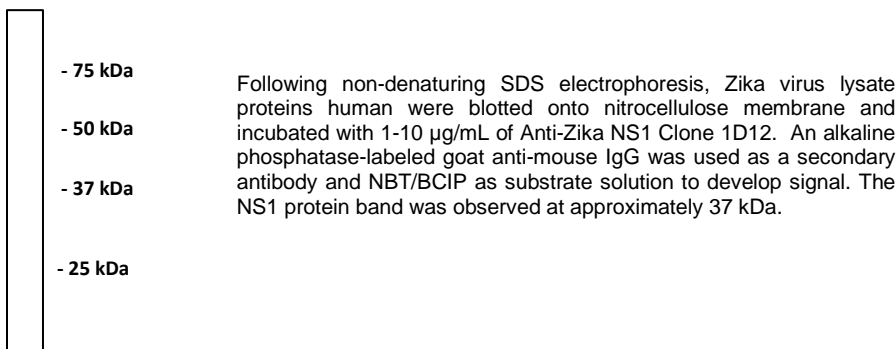 - 75 kDa
- 50 kDa
- 37 kDa
- 25 kDa
Following non-denaturing SDS electrophoresis, Zika virus lysate
proteins human were blotted onto nitrocellulose membrane and
incubated with 1-10 µg/mL of Anti-Zika NS1 Clone 1D12. An alkaline
phosphatase-labeled goat anti-mouse IgG was used as a secondary
antibody and NBT/BCIP as substrate solution to develop signal. The
NS1 protein band was observed at approximately 37 kDa.